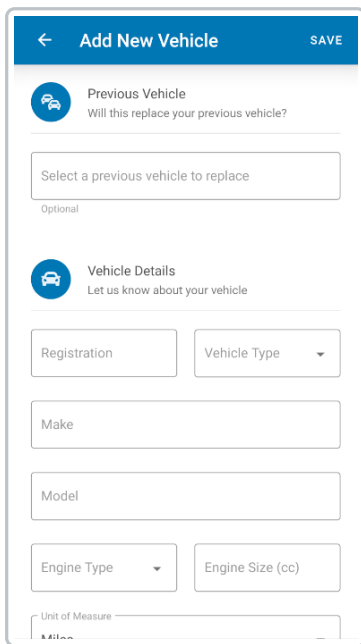 Add New Vehicle SAVE
Previous Vehicle
Will this replace your previous vehicle?
Select a previous vehicle to replace
Optional
Vehicle Details
Let us know about your vehicle
Registration Vehicle Type
Make
Model
Engine Type Engine Size (cc)
Unit of Measure
Miles